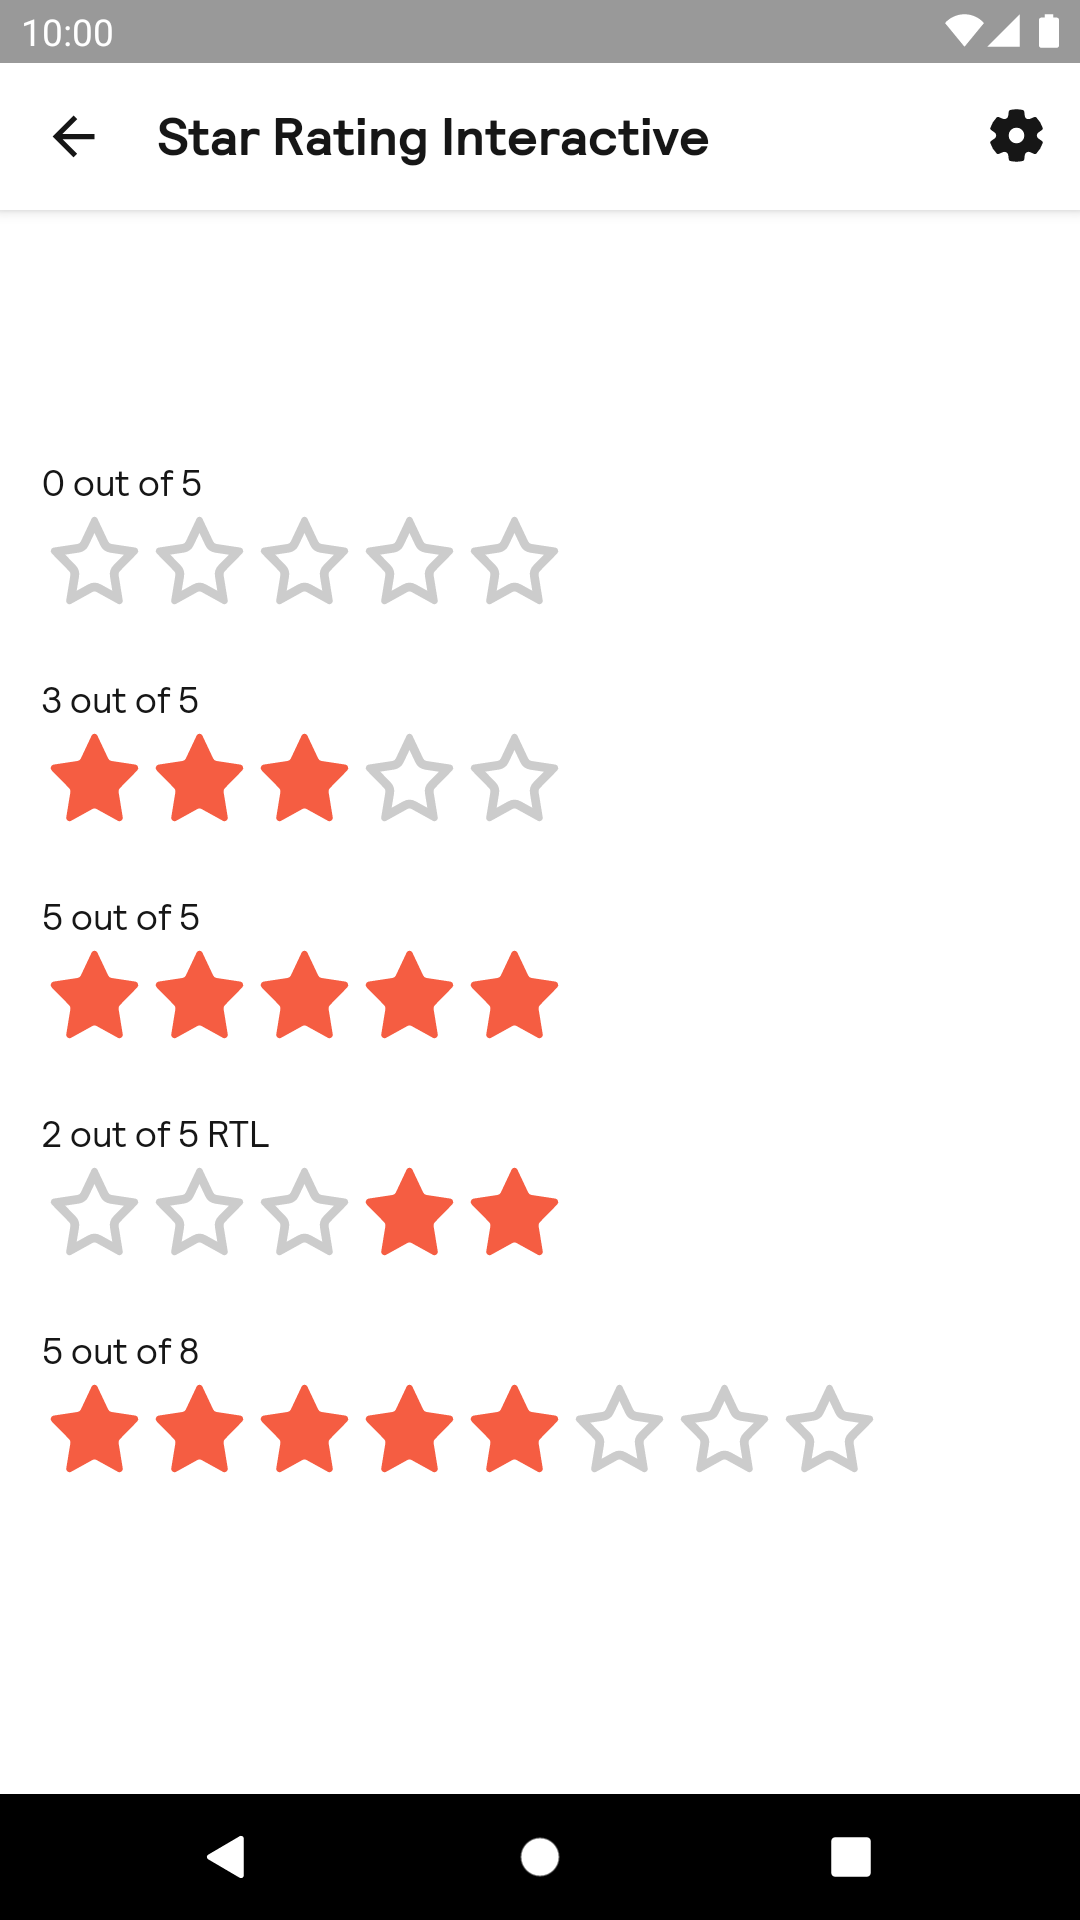 10:00
Star Rating Interactive
0 out of 5
3 out of 5
5 out of 5
2 out of 5 RTL
5 out of 8